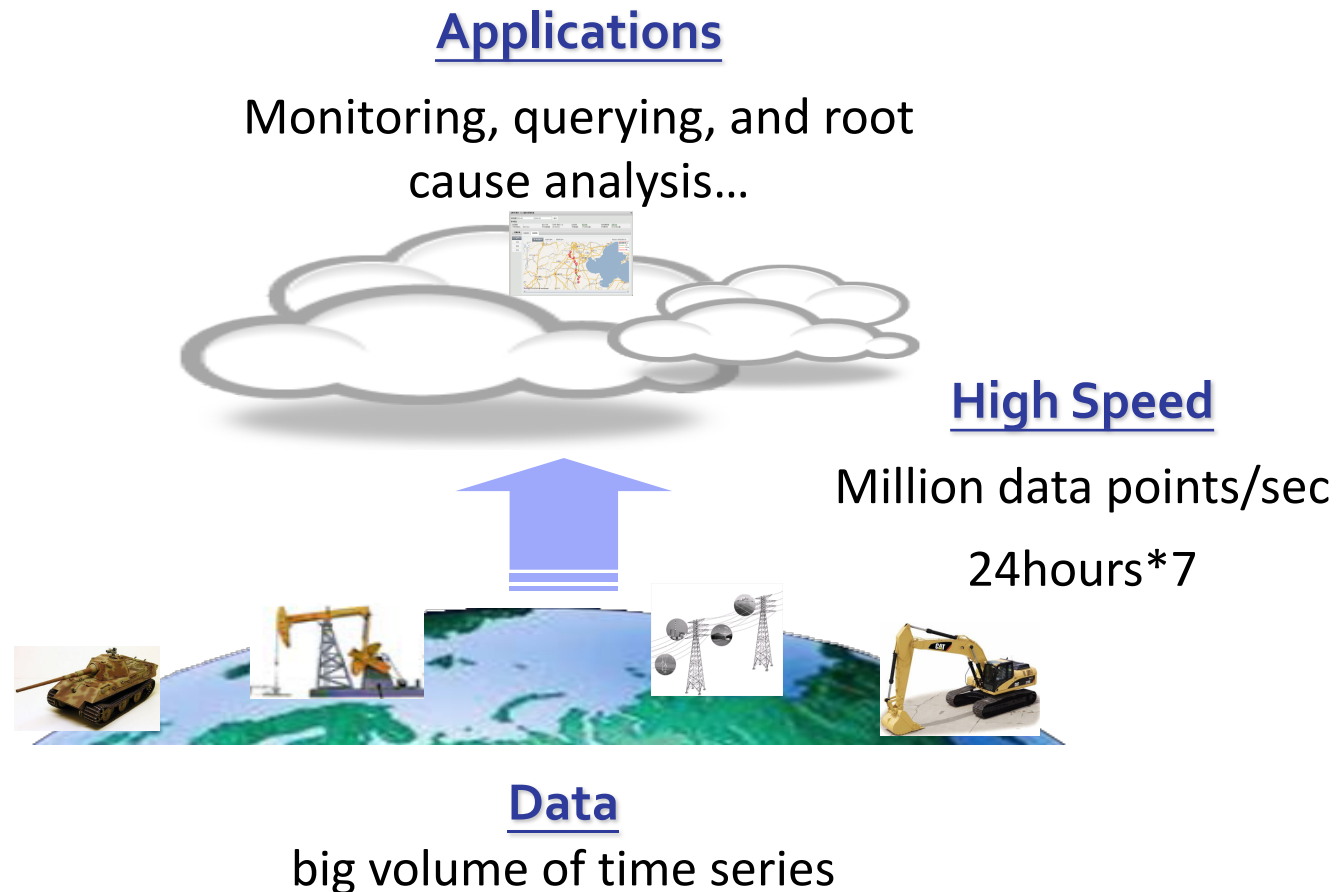 Applications
Monitoring, querying, and root
cause analysis…
High Speed
Million data points/sec
24hours*7
CAT
Data
big volume of time series